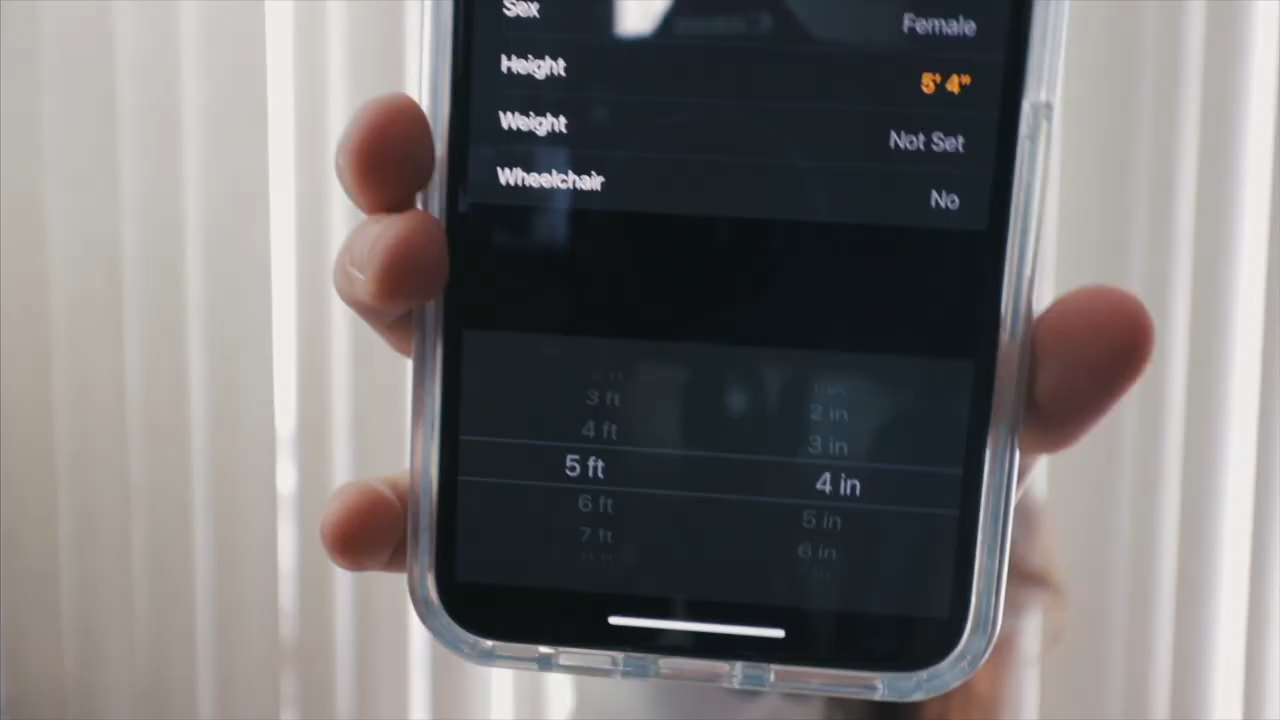 Sex Female
Height 5' 4"
Weight Not Set
Wheelchair No
3 ft 2 in
4 ft 3 in
5 ft 4 in
6 ft 5 in
7 ft 6 in